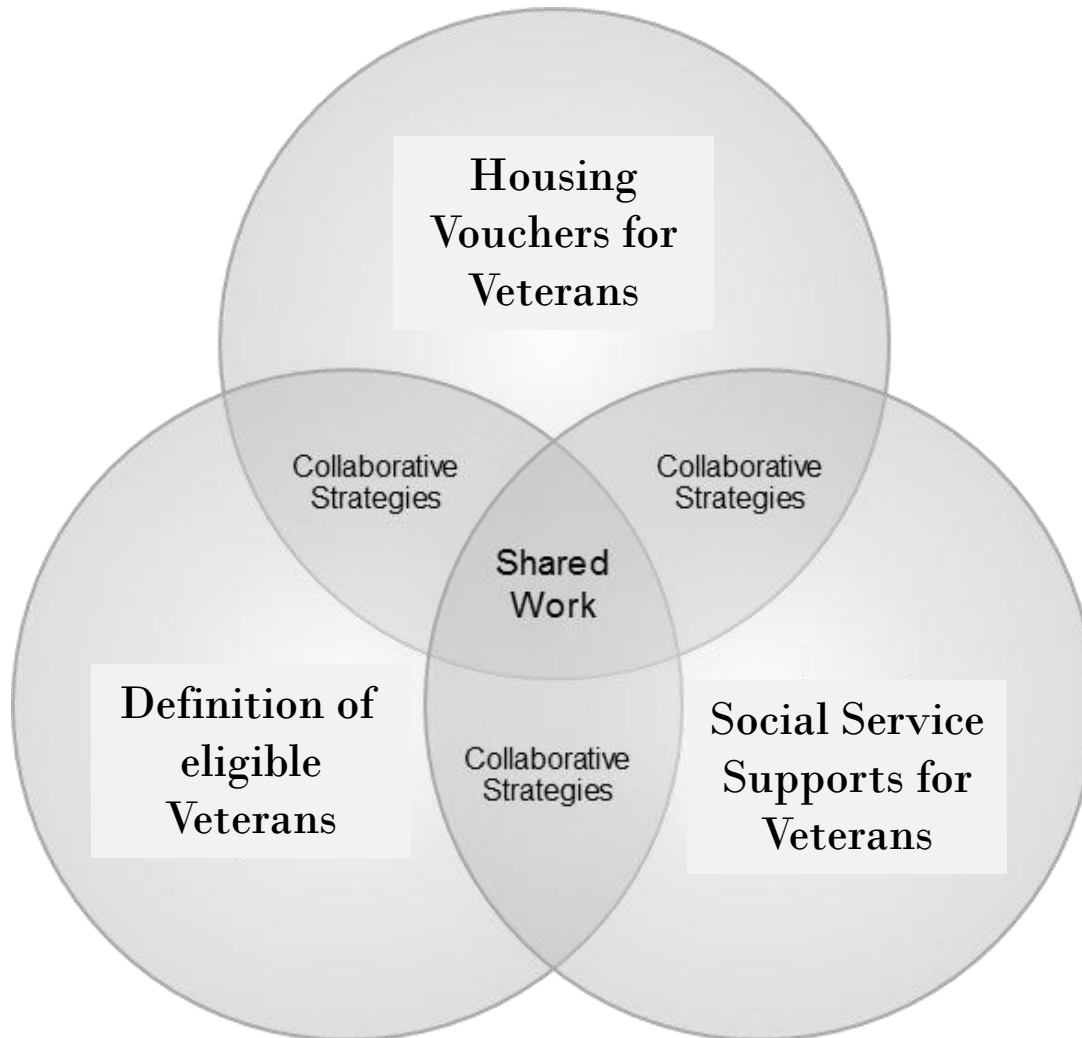 Housing
Vouchers for
Veterans
Collaborative
Strategies
Collaborative
Strategies
Shared
Work
Definition of
eligible
Veterans
Collaborative
Strategies
Social Service
Supports for
Veterans